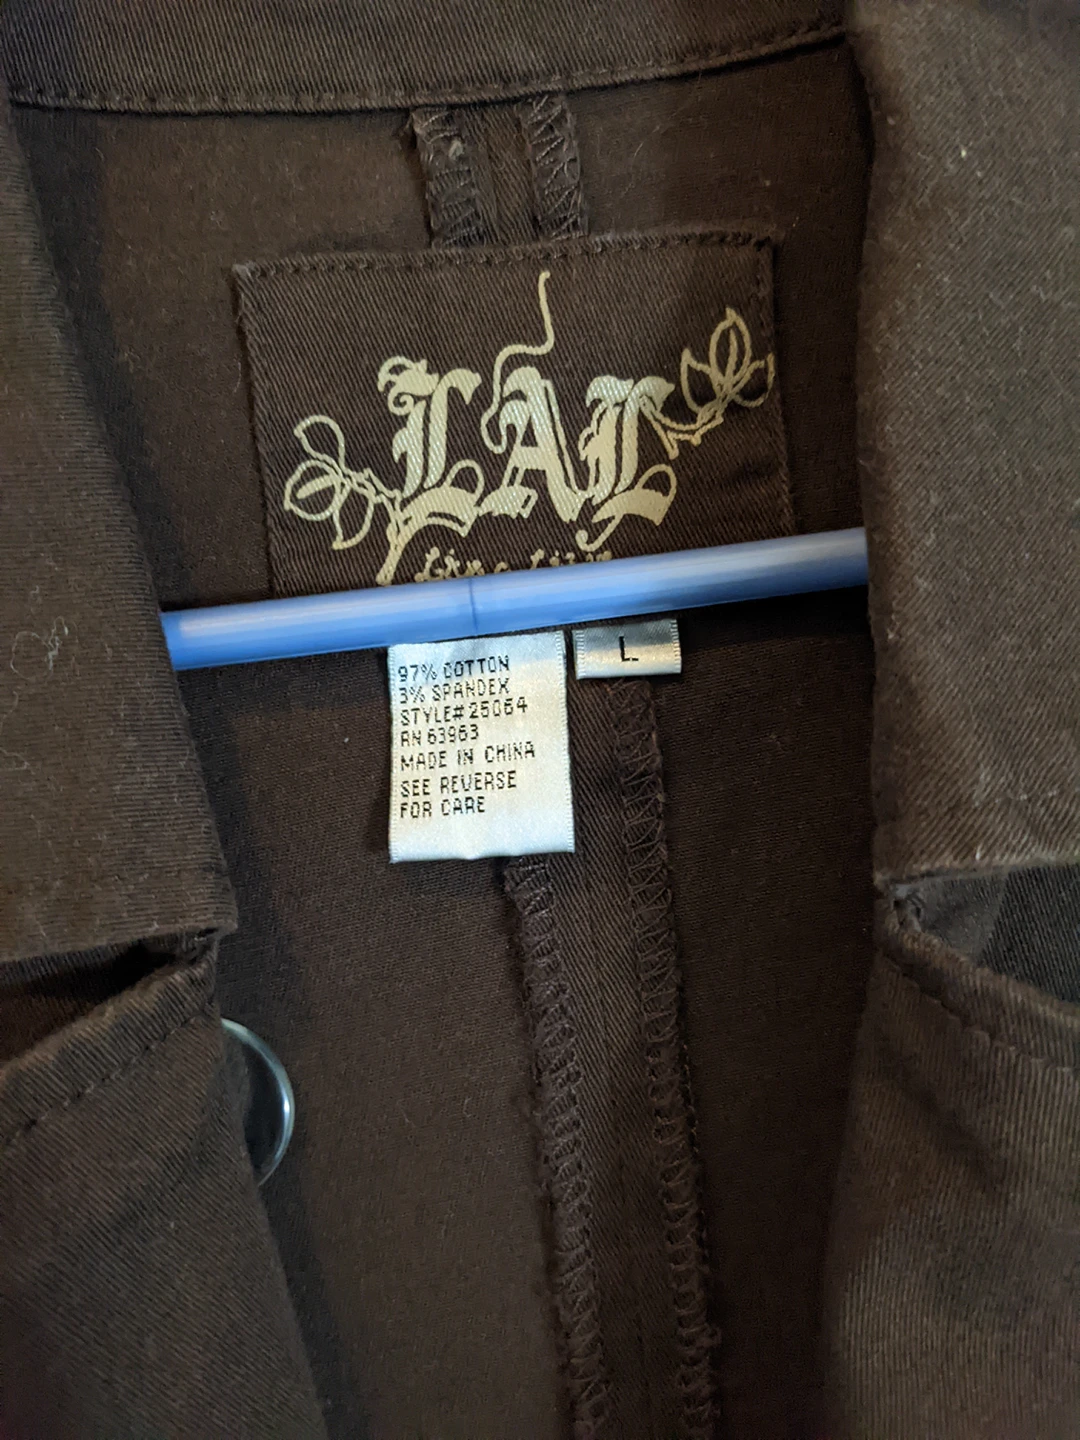 LAL
L
97% COTTON
3% SPANDEX
STYLE#25064
RN 63963
MADE IN CHINA
SEE REVERSE
FOR CARE